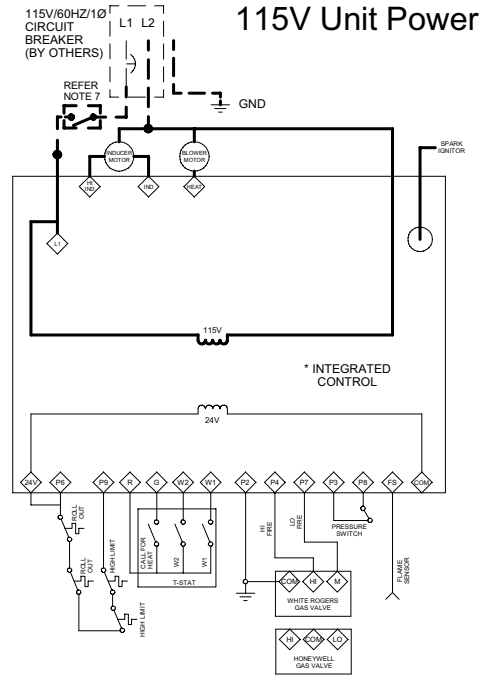 115V Unit Power
115V/60HZ/1Ø
CIRCUIT
BREAKER
(BY OTHERS)
L1 L2
REFER
NOTE 7
GND
INDUCER
MOTOR
BLOWER
MOTOR
SPARK
IGNITOR
HI
IND
IND
HEAT
L1
115V
* INTEGRATED
CONTROL
24V
24V P6 P9 R G W2 W1 P2 P4 P7 P3 P8 FS COM
ROLL
OUT
ROLL
OUT
HIGH LIMIT
HIGH LIMIT
CALL FOR
HEAT
W2
W1
T-STAT
HI
FIRE
LO
FIRE
PRESSURE
SWITCH
FLAME
SENSOR
COM HI M
WHITE ROGERS
GAS VALVE
HI COM LO
HONEYWELL
GAS VALVE